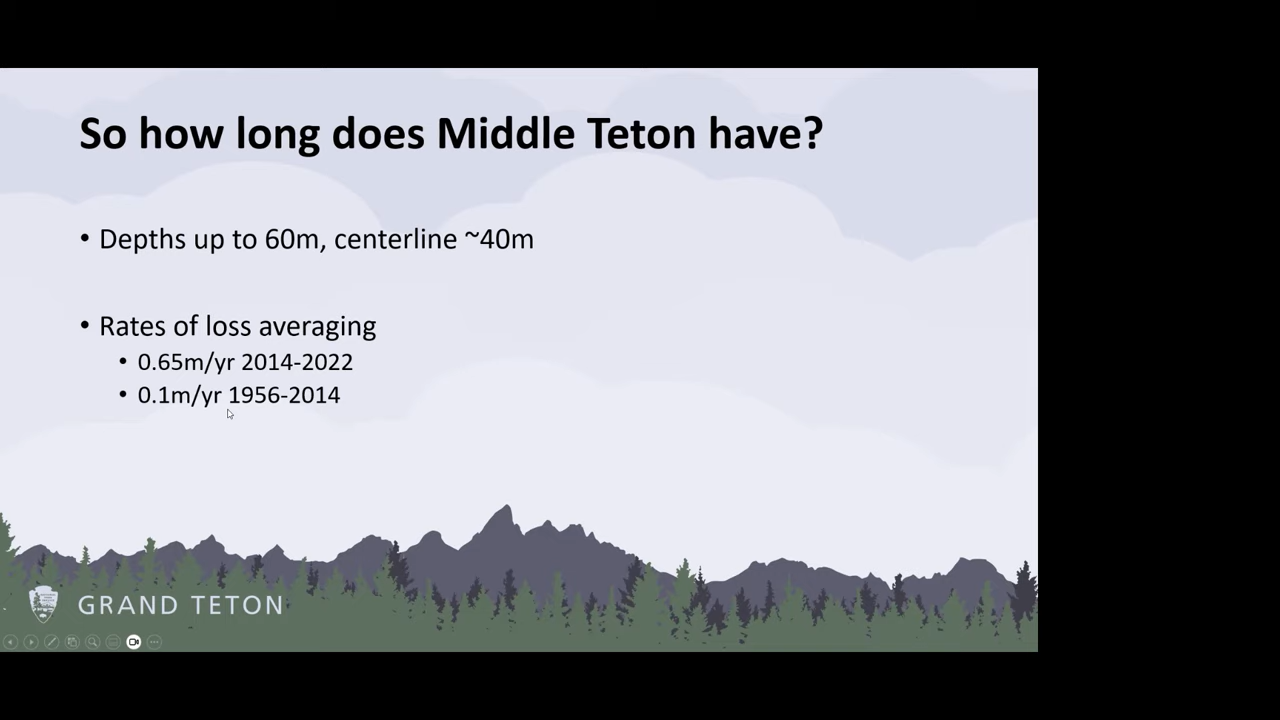 So how long does Middle Teton have?
• Depths up to 60m, centerline ~40m
• Rates of loss averaging
• 0.65m/yr 2014-2022
• 0.1m/yr 1956-2014
GRAND TETON